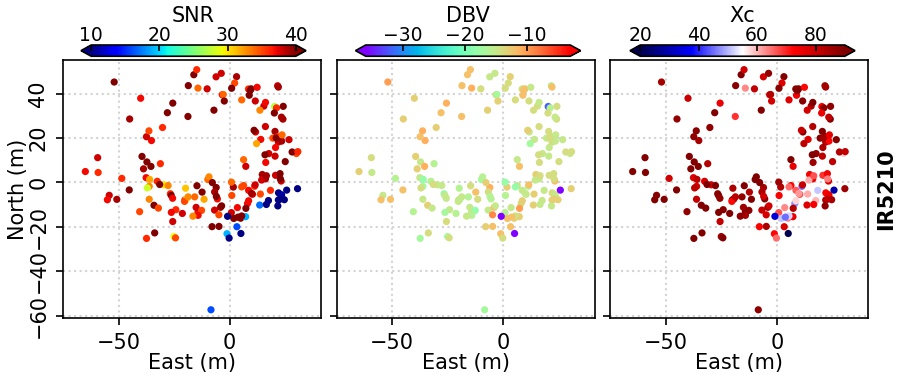 SNR
DBV
Xc
10 20 30 40
−30 −20 −10
20 40 60 80
North (m)
40
20
0
−20
−40
−60
−50 0
−50 0
−50 0
East (m)
East (m)
East (m)
IR5210